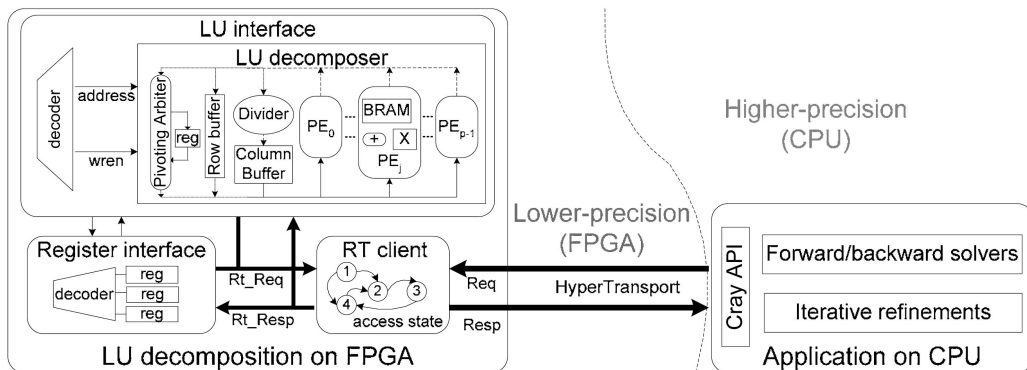 LU interface
LU decomposer
decoder
address
wren
Pivoting Arbiter
reg
Row buffer
Divider
Column
Buffer
PE0
BRAM
+
X
PEj
PEp-1
Higher-precision
(CPU)
Lower-precision
(FPGA)
Register interface
decoder
reg
reg
reg
Rt_Req
Rt_Resp
RT client
1
2
3
4
access state
Req
HyperTransport
Resp
Cray API
Forward/backward solvers
Iterative refinements
LU decomposition on FPGA
Application on CPU